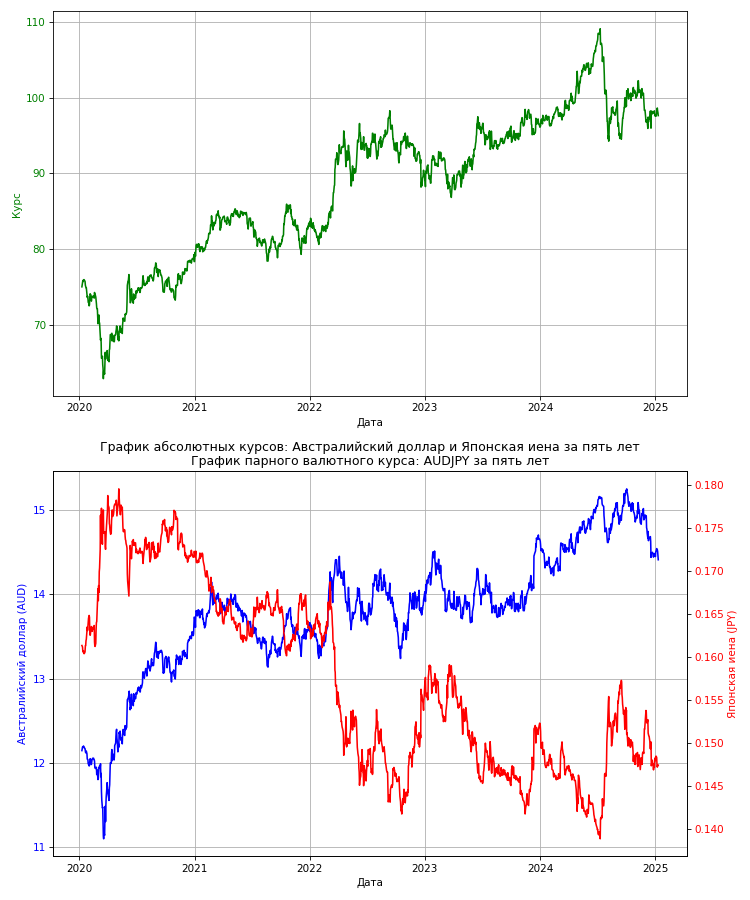 110
100
90
80
70
Курс
2020 2021 2022 2023 2024 2025
Дата
График абсолютных курсов: Австралийский доллар и Японская иена за пять лет
График парного валютного курса: AUDJPY за пять лет
15
14
13
12
11
Австралийский доллар (AUD)
0.180
0.175
0.170
0.165
0.160
0.155
0.150
0.145
0.140
Японская иена (JPY)
2020 2021 2022 2023 2024 2025
Дата